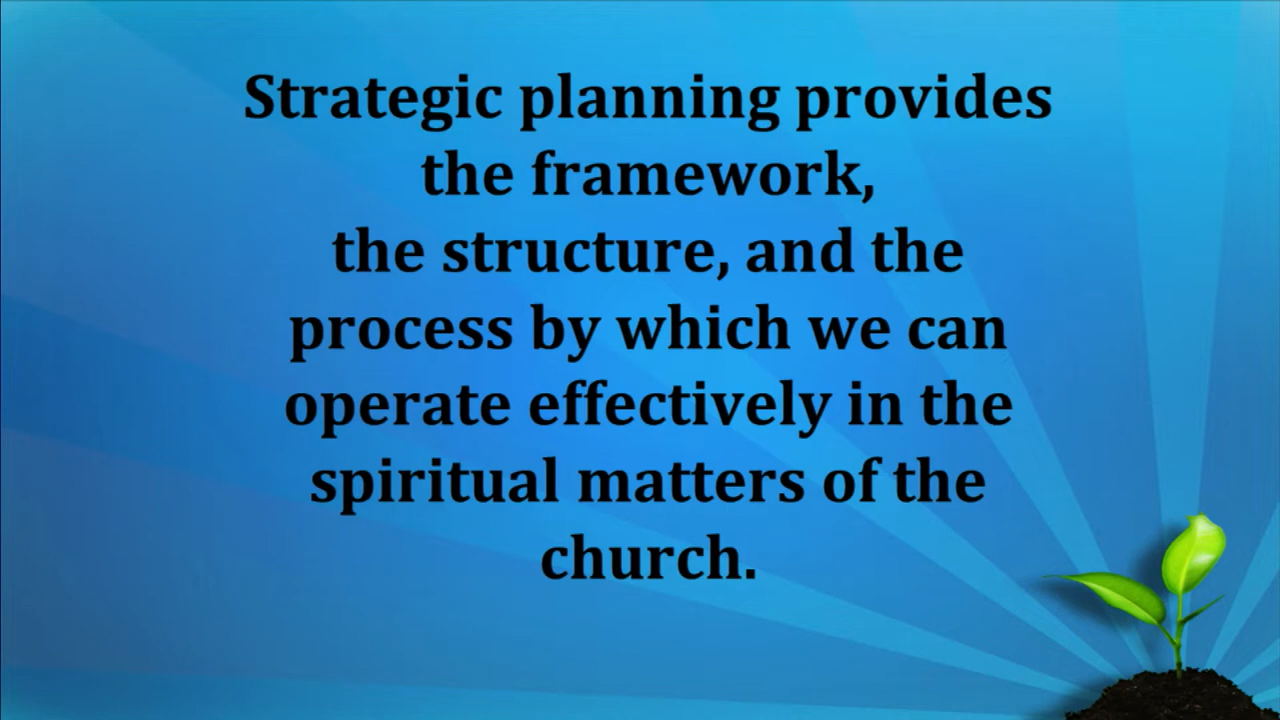 Strategic planning provides
the framework,
the structure, and the
process by which we can
operate effectively in the
spiritual matters of the
church.